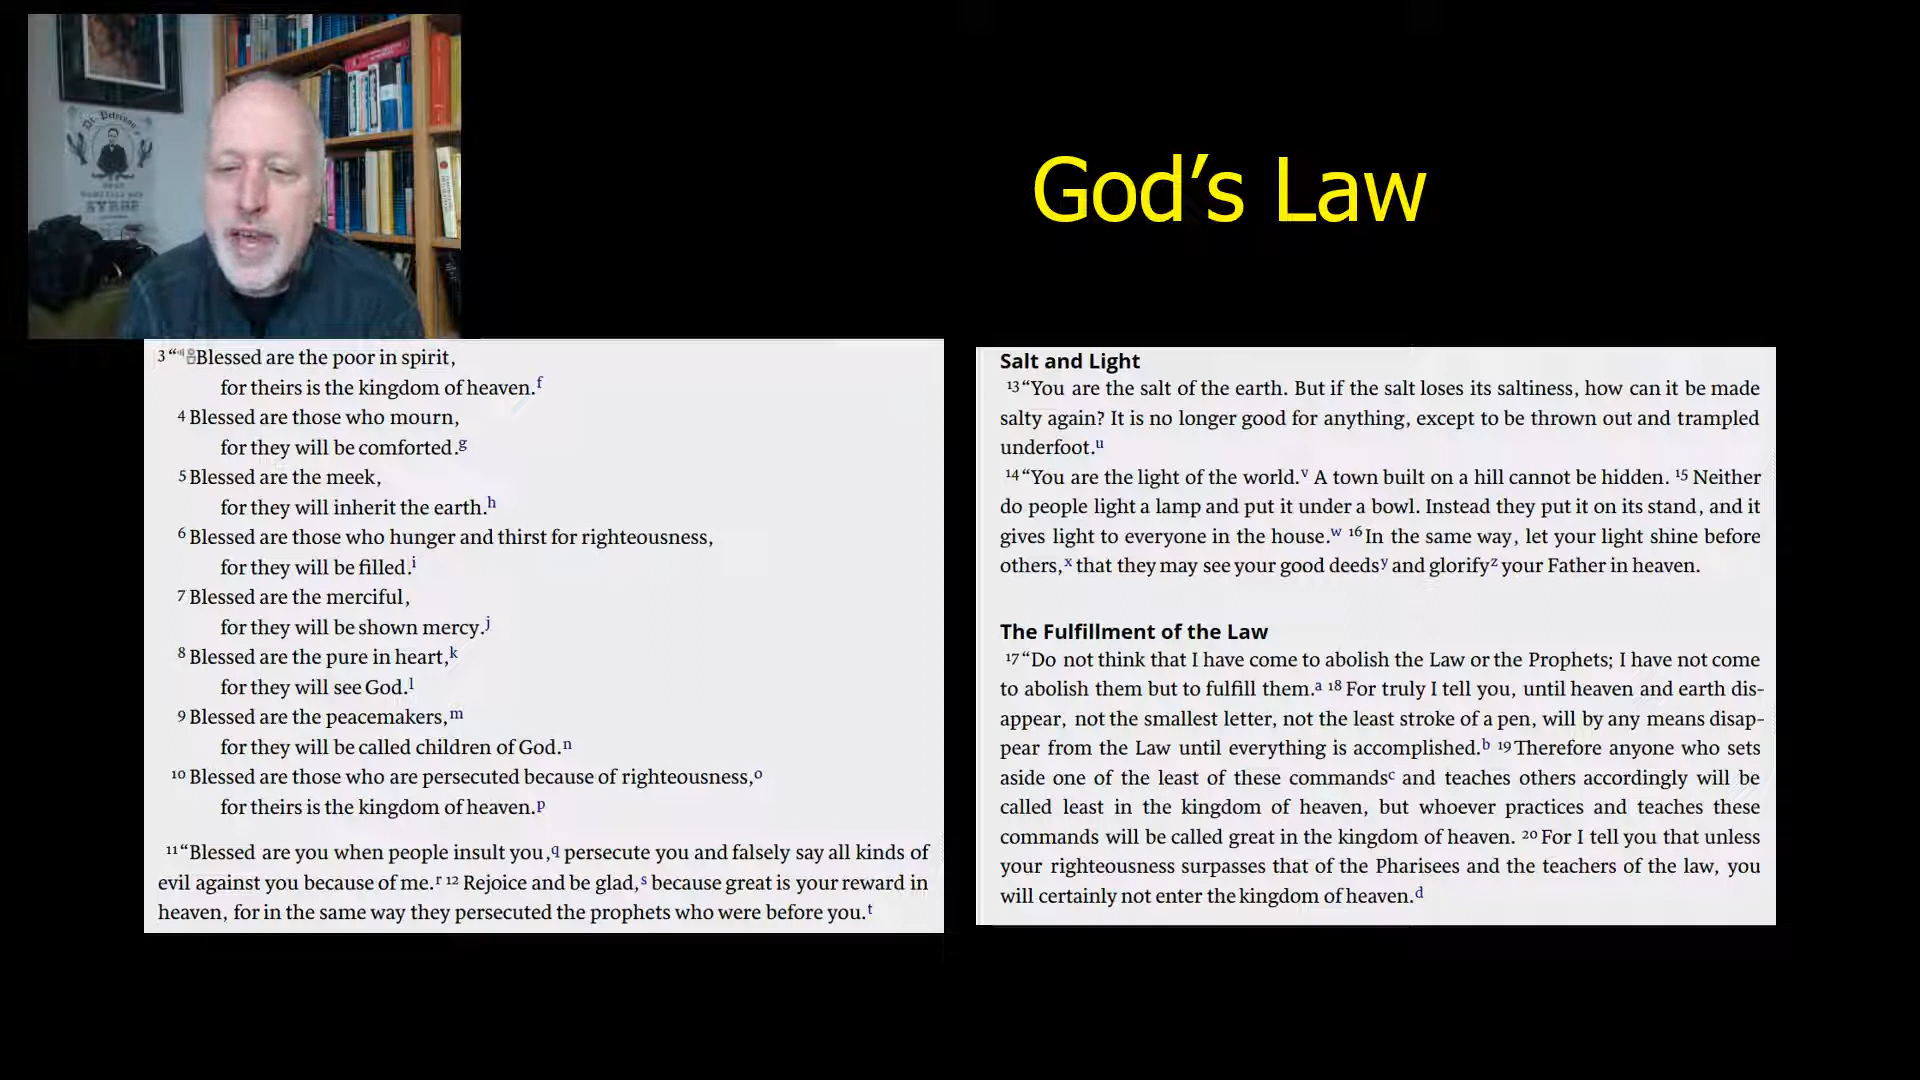 Dr. Peterson's
SYRUP
God's Law
3 “Blessed are the poor in spirit,
for theirs is the kingdom of heaven.f
4 Blessed are those who mourn,
for they will be comforted.g
5 Blessed are the meek,
for they will inherit the earth.h
6 Blessed are those who hunger and thirst for righteousness,
for they will be filled.i
7 Blessed are the merciful,
for they will be shown mercy.j
8 Blessed are the pure in heart,k
for they will see God.l
9 Blessed are the peacemakers,m
for they will be called children of God.n
10 Blessed are those who are persecuted because of righteousness,o
for theirs is the kingdom of heaven.p
11 “Blessed are you when people insult you,q persecute you and falsely say all kinds of
evil against you because of me.r 12 Rejoice and be glad,s because great is your reward in
heaven, for in the same way they persecuted the prophets who were before you.t
Salt and Light
13 “You are the salt of the earth. But if the salt loses its saltiness, how can it be made
salty again? It is no longer good for anything, except to be thrown out and trampled
underfoot.u
14 “You are the light of the world.v A town built on a hill cannot be hidden. 15 Neither
do people light a lamp and put it under a bowl. Instead they put it on its stand, and it
gives light to everyone in the house.w 16 In the same way, let your light shine before
others,x that they may see your good deedsy and glorifyz your Father in heaven.
The Fulfillment of the Law
17 “Do not think that I have come to abolish the Law or the Prophets; I have not come
to abolish them but to fulfill them.a 18 For truly I tell you, until heaven and earth dis-
appear, not the smallest letter, not the least stroke of a pen, will by any means disap-
pear from the Law until everything is accomplished.b 19 Therefore anyone who sets
aside one of the least of these commandsc and teaches others accordingly will be
called least in the kingdom of heaven, but whoever practices and teaches these
commands will be called great in the kingdom of heaven. 20 For I tell you that unless
your righteousness surpasses that of the Pharisees and the teachers of the law, you
will certainly not enter the kingdom of heaven.d